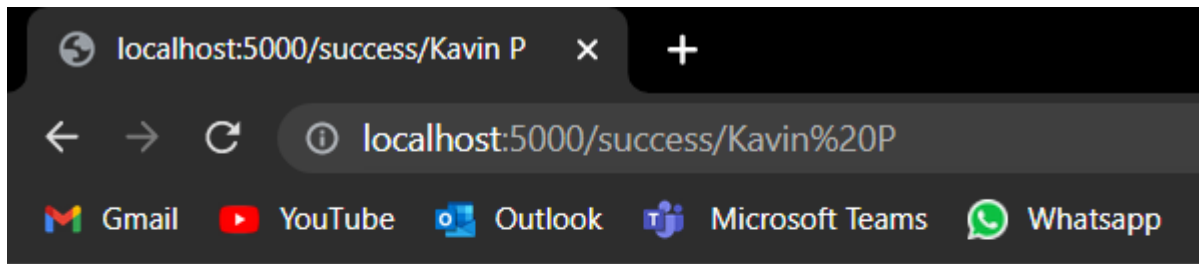 localhost:5000/success/Kavin P
localhost:5000/success/Kavin%20P
Gmail YouTube Outlook Microsoft Teams Whatsapp